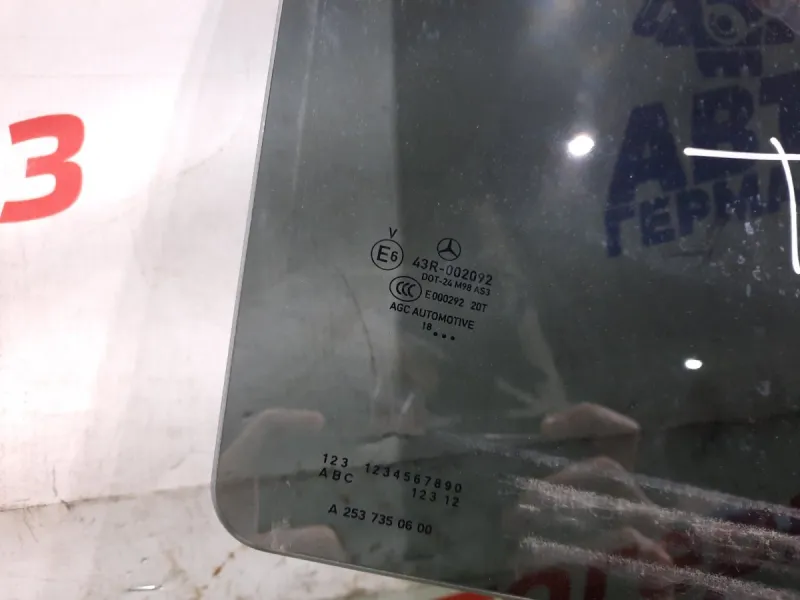 3
АВТ
ГЕРМА
V
E6
43R-002092
DOT-24 M98 AS3
CCC E000292 20T
AGC AUTOMOTIVE
18 ...
123 1234567890
ABC 123 12
A 253 735 06 00